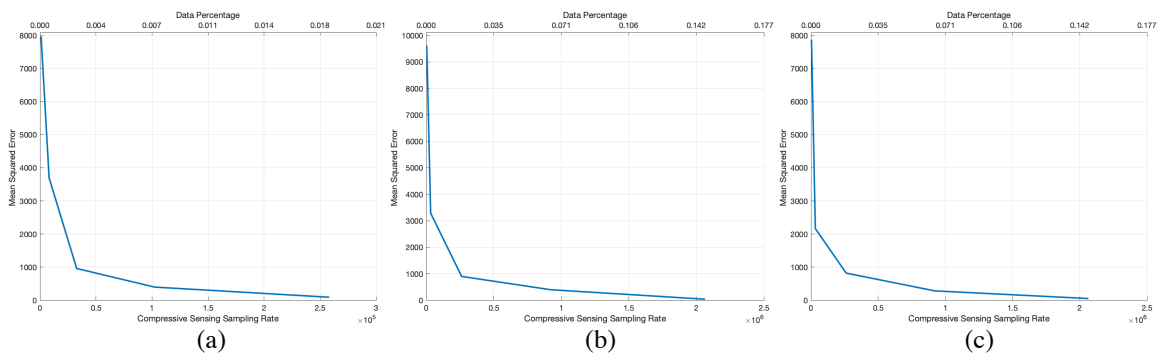 Data Percentage
0.000 0.004 0.007 0.011 0.014 0.018 0.021
8000
7000
6000
5000
4000
3000
2000
1000
0
Mean Squared Error
0 0.5 1 1.5 2 2.5 3
×10⁵
Compressive Sensing Sampling Rate
(a)
Data Percentage
0.000 0.035 0.071 0.106 0.142 0.177
10000
9000
8000
7000
6000
5000
4000
3000
2000
1000
0
Mean Squared Error
0 0.5 1 1.5 2 2.5
×10⁶
Compressive Sensing Sampling Rate
(b)
Data Percentage
0.000 0.035 0.071 0.106 0.142 0.177
8000
7000
6000
5000
4000
3000
2000
1000
0
Mean Squared Error
0 0.5 1 1.5 2 2.5
×10⁶
Compressive Sensing Sampling Rate
(c)